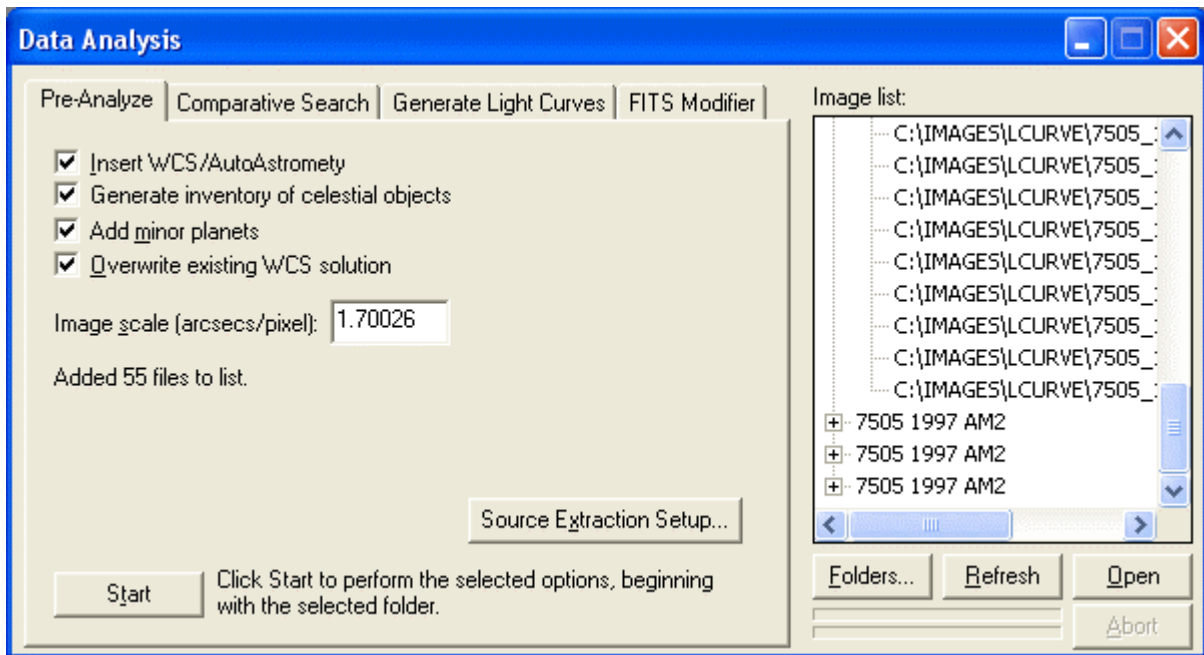 Data Analysis
Pre-Analyze
Comparative Search
Generate Light Curves
FITS Modifier
Insert WCS/AutoAstromety
Generate inventory of celestial objects
Add minor planets
Overwrite existing WCS solution
Image scale (arcsecs/pixel): 1.70026
Added 55 files to list.
Source Extraction Setup...
Start
Click Start to perform the selected options, beginning
with the selected folder.
Image list:
C:\IMAGES\LCURVE\7505_
C:\IMAGES\LCURVE\7505_
C:\IMAGES\LCURVE\7505_
C:\IMAGES\LCURVE\7505_
C:\IMAGES\LCURVE\7505_
C:\IMAGES\LCURVE\7505_
C:\IMAGES\LCURVE\7505_
C:\IMAGES\LCURVE\7505_
C:\IMAGES\LCURVE\7505_
7505 1997 AM2
7505 1997 AM2
7505 1997 AM2
Folders...
Refresh
Open
Abort